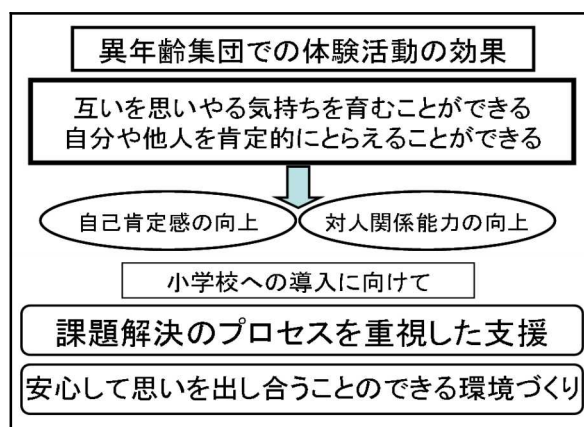 異年齢集団での体験活動の効果
互いを思いやる気持ちを育むことができる
自分や他人を肯定的にとらえることができる
自己肯定感の向上
対人関係能力の向上
小学校への導入に向けて
課題解決のプロセスを重視した支援
安心して思いを出し合うことのできる環境づくり